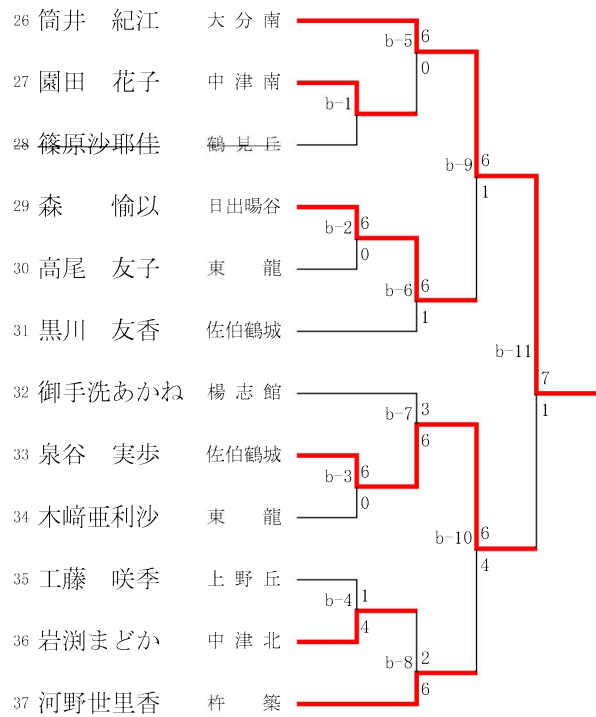 26 筒井　紀江 大分南
27 園田　花子 中津南
28 篠原沙耶佳 鶴見丘
29 森　　愉以 日出暘谷
30 高尾　友子 東　龍
31 黒川　友香 佐伯鶴城
32 御手洗あかね 楊志館
33 泉谷　実歩 佐伯鶴城
34 木﨑亜利沙 東　龍
35 工藤　咲季 上野丘
36 岩渕まどか 中津北
37 河野世里香 杵　築
b-5 6
0
b-1
b-9 6
1
b-2 6
0
b-6 6
1
b-11 7
1
b-7 3
6
b-3 6
0
b-10 6
4
b-4 1
4
b-8 2
6